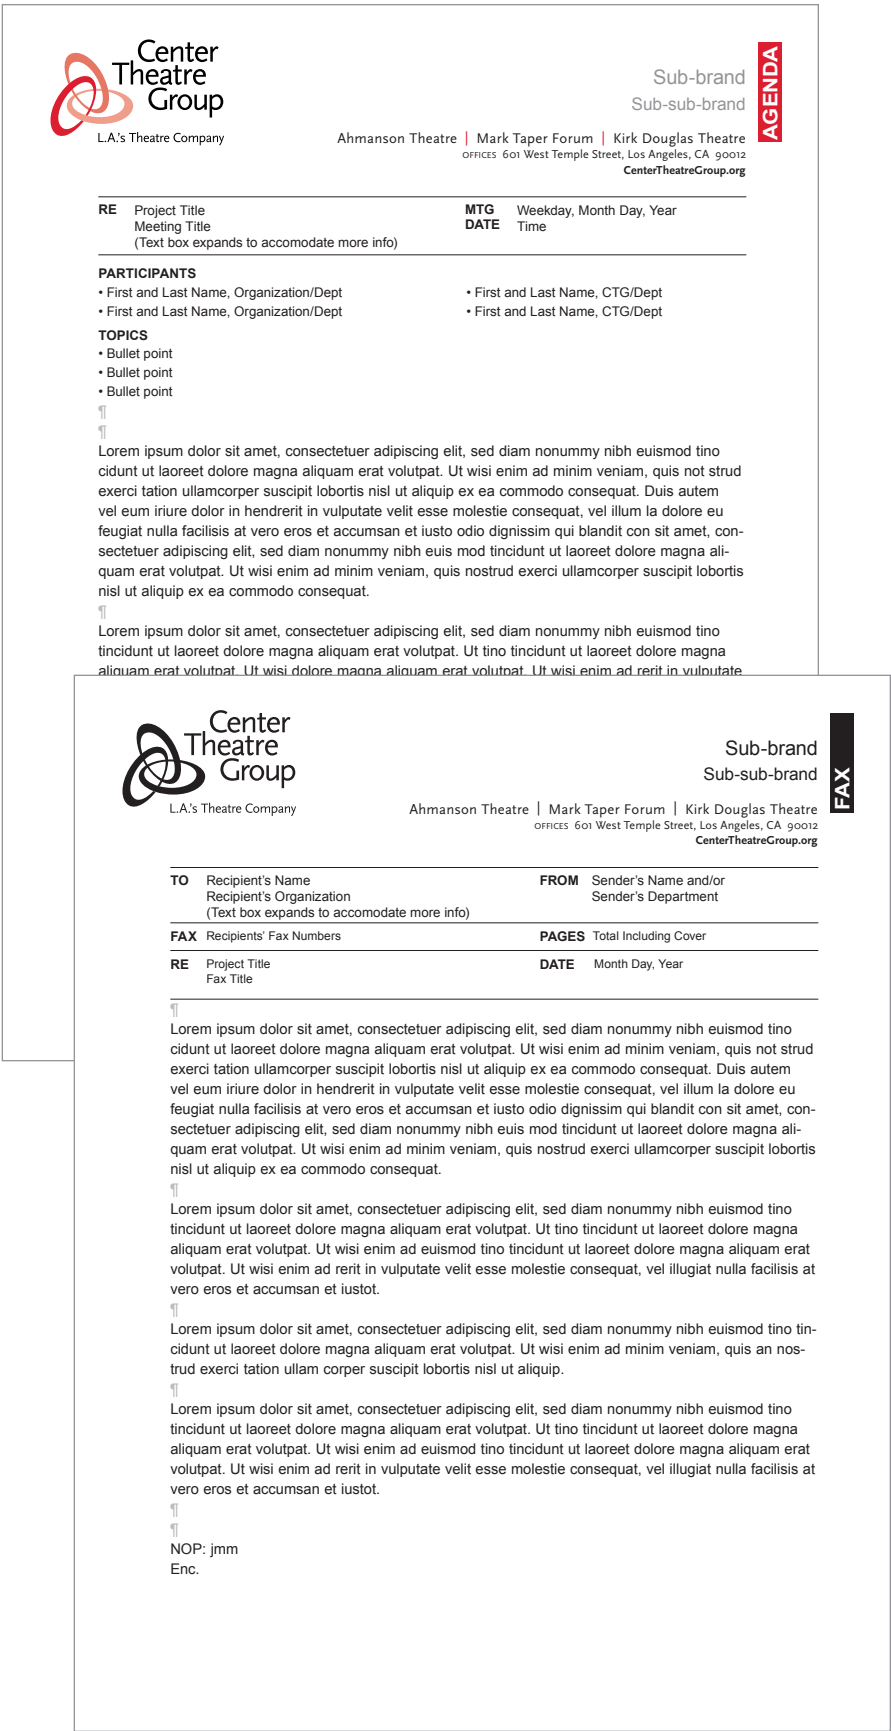 Center
Theatre
Group
L.A.'s Theatre Company
Sub-brand
Sub-sub-brand
AGENDA
Ahmanson Theatre | Mark Taper Forum | Kirk Douglas Theatre
OFFICES 601 West Temple Street, Los Angeles, CA 90012
CenterTheatreGroup.org
RE Project Title
Meeting Title
(Text box expands to accomodate more info)
MTG Weekday, Month Day, Year
DATE Time
PARTICIPANTS
• First and Last Name, Organization/Dept • First and Last Name, CTG/Dept
• First and Last Name, Organization/Dept • First and Last Name, CTG/Dept
TOPICS
• Bullet point
• Bullet point
• Bullet point
¶
¶
Lorem ipsum dolor sit amet, consectetuer adipiscing elit, sed diam nonummy nibh euismod tino
cidunt ut laoreet dolore magna aliquam erat volutpat. Ut wisi enim ad minim veniam, quis not strud
exerci tation ullamcorper suscipit lobortis nisl ut aliquip ex ea commodo consequat. Duis autem
vel eum iriure dolor in hendrerit in vulputate velit esse molestie consequat, vel illum la dolore eu
feugiat nulla facilisis at vero eros et accumsan et iusto odio dignissim qui blandit con sit amet, con-
sectetuer adipiscing elit, sed diam nonummy nibh euis mod tincidunt ut laoreet dolore magna ali-
quam erat volutpat. Ut wisi enim ad minim veniam, quis nostrud exerci ullamcorper suscipit lobortis
nisl ut aliquip ex ea commodo consequat.
¶
Lorem ipsum dolor sit amet, consectetuer adipiscing elit, sed diam nonummy nibh euismod tino
tincidunt ut laoreet dolore magna aliquam erat volutpat. Ut tino tincidunt ut laoreet dolore magna
aliquam erat volutpat. Ut wisi dolore magna aliquam erat volutpat. Ut wisi enim ad rerit in vulputate
Center
Theatre
Group
L.A.'s Theatre Company
Sub-brand
Sub-sub-brand
FAX
Ahmanson Theatre | Mark Taper Forum | Kirk Douglas Theatre
OFFICES 601 West Temple Street, Los Angeles, CA 90012
CenterTheatreGroup.org
TO Recipient's Name
Recipient's Organization
(Text box expands to accomodate more info)
FROM Sender's Name and/or
Sender's Department
FAX Recipients' Fax Numbers PAGES Total Including Cover
RE Project Title
Fax Title
DATE Month Day, Year
¶
Lorem ipsum dolor sit amet, consectetuer adipiscing elit, sed diam nonummy nibh euismod tino
cidunt ut laoreet dolore magna aliquam erat volutpat. Ut wisi enim ad minim veniam, quis not strud
exerci tation ullamcorper suscipit lobortis nisl ut aliquip ex ea commodo consequat. Duis autem
vel eum iriure dolor in hendrerit in vulputate velit esse molestie consequat, vel illum la dolore eu
feugiat nulla facilisis at vero eros et accumsan et iusto odio dignissim qui blandit con sit amet, con-
sectetuer adipiscing elit, sed diam nonummy nibh euis mod tincidunt ut laoreet dolore magna ali-
quam erat volutpat. Ut wisi enim ad minim veniam, quis nostrud exerci ullamcorper suscipit lobortis
nisl ut aliquip ex ea commodo consequat.
¶
Lorem ipsum dolor sit amet, consectetuer adipiscing elit, sed diam nonummy nibh euismod tino
tincidunt ut laoreet dolore magna aliquam erat volutpat. Ut tino tincidunt ut laoreet dolore magna
aliquam erat volutpat. Ut wisi enim ad euismod tino tincidunt ut laoreet dolore magna aliquam erat
volutpat. Ut wisi enim ad rerit in vulputate velit esse molestie consequat, vel illugiat nulla facilisis at
vero eros et accumsan et iustot.
¶
Lorem ipsum dolor sit amet, consectetuer adipiscing elit, sed diam nonummy nibh euismod tino tin-
cidunt ut laoreet dolore magna aliquam erat volutpat. Ut wisi enim ad minim veniam, quis an nos-
trud exerci tation ullam corper suscipit lobortis nisl ut aliquip.
¶
Lorem ipsum dolor sit amet, consectetuer adipiscing elit, sed diam nonummy nibh euismod tino
tincidunt ut laoreet dolore magna aliquam erat volutpat. Ut tino tincidunt ut laoreet dolore magna
aliquam erat volutpat. Ut wisi enim ad euismod tino tincidunt ut laoreet dolore magna aliquam erat
volutpat. Ut wisi enim ad rerit in vulputate velit esse molestie consequat, vel illugiat nulla facilisis at
vero eros et accumsan et iustot.
¶
¶
NOP: jmm
Enc.